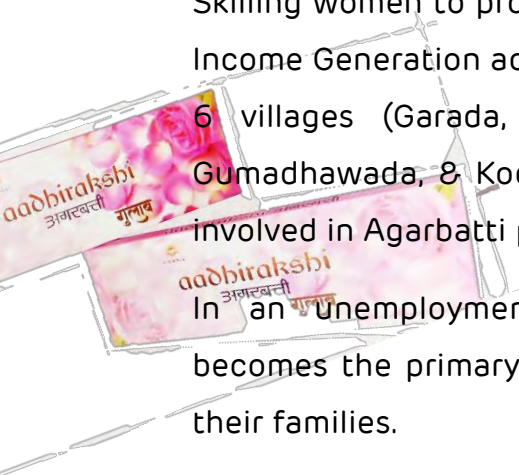 Skilling women to pro
Income Generation ac
6 villages (Garada,
Gumadhawada, & Koo
involved in Agarbatti p
In an unemploymen
becomes the primary
their families.
aadhirakshi
अगरबत्ती गुलाब
aadhirakshi
अगरबत्ती गुलाब